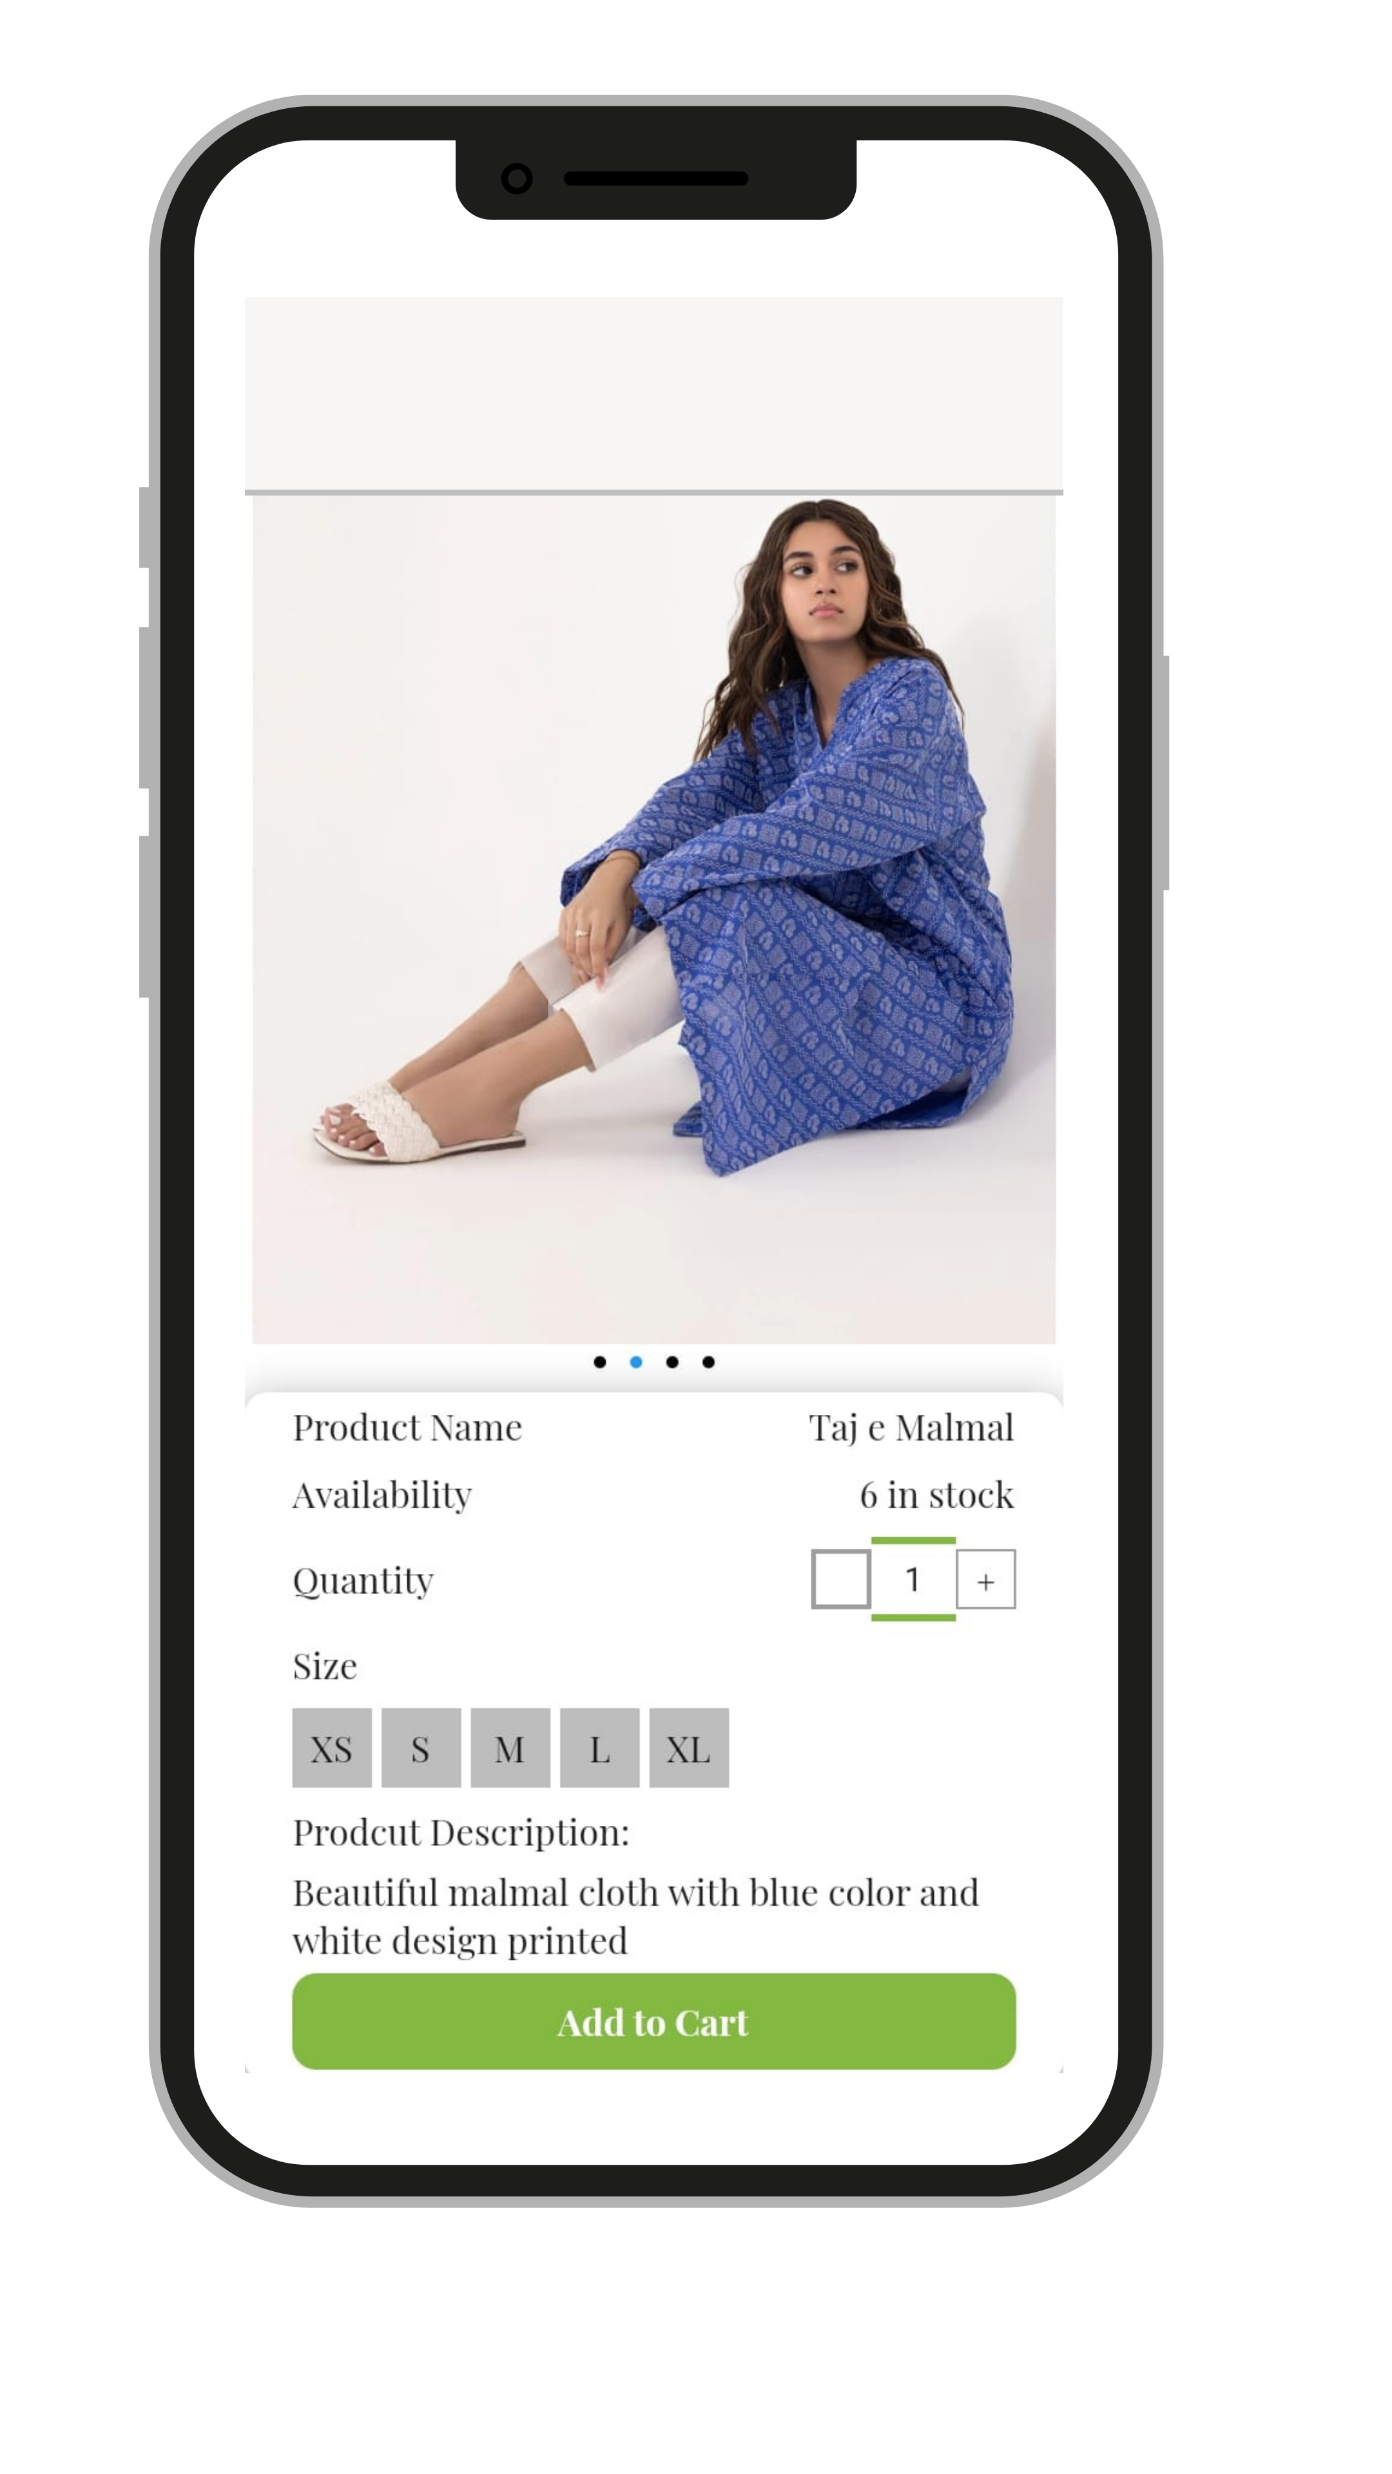 Product Name Taj e Malmal
Availability 6 in stock
Quantity 1 +
Size
XS S M L XL
Prodcut Description:
Beautiful malmal cloth with blue color and
white design printed
Add to Cart